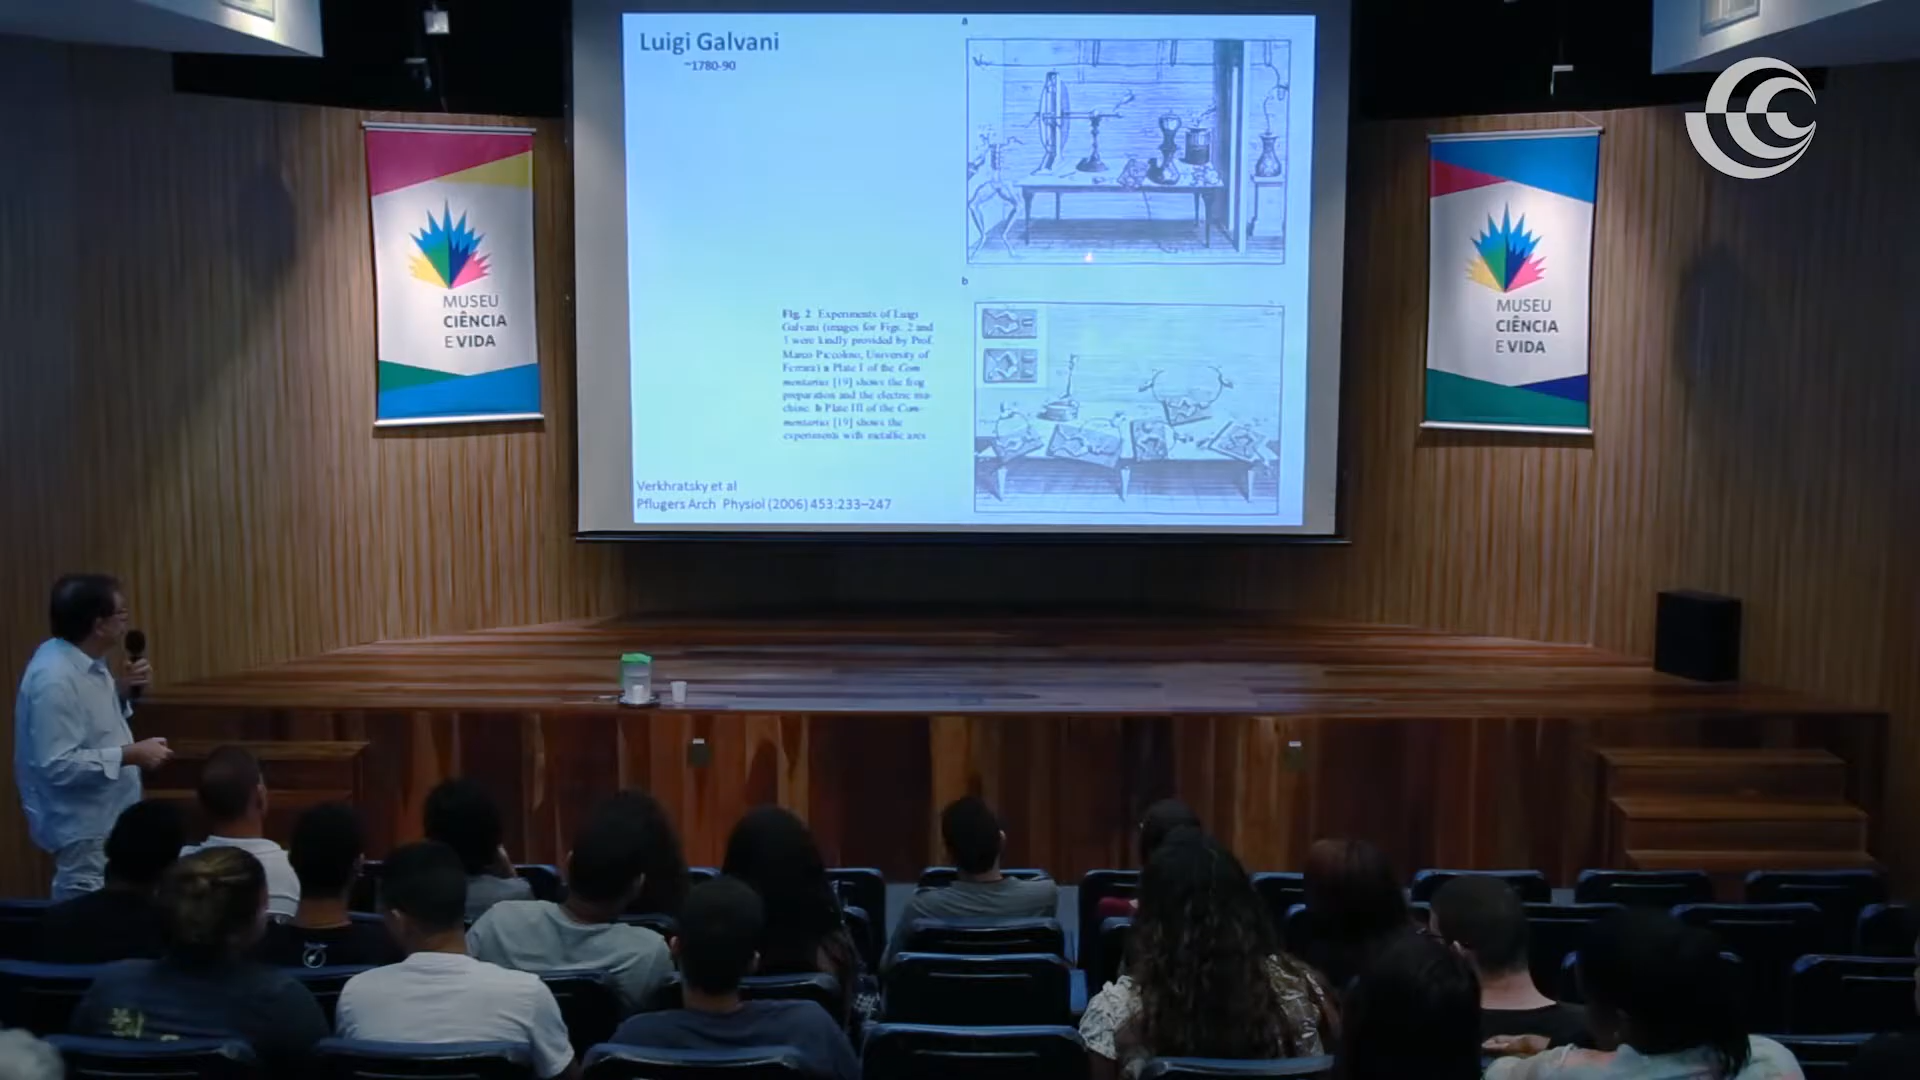 Luigi Galvani
~1780-90
a
b
Fig. 2 Experiments of Luigi
Galvani (images for Figs. 2 and
3 were kindly provided by Prof.
Marco Piccolino, University of
Ferrara) a Plate I of the Com-
mentarius [19] shows the frog
preparation and the electric ma-
chine. b Plate III of the Com-
mentarius [19] shows the
experiments with metallic arcs
Verkhratsky et al
Pflugers Arch Physiol (2006) 453:233–247
MUSEU
CIÊNCIA
E VIDA
MUSEU
CIÊNCIA
E VIDA